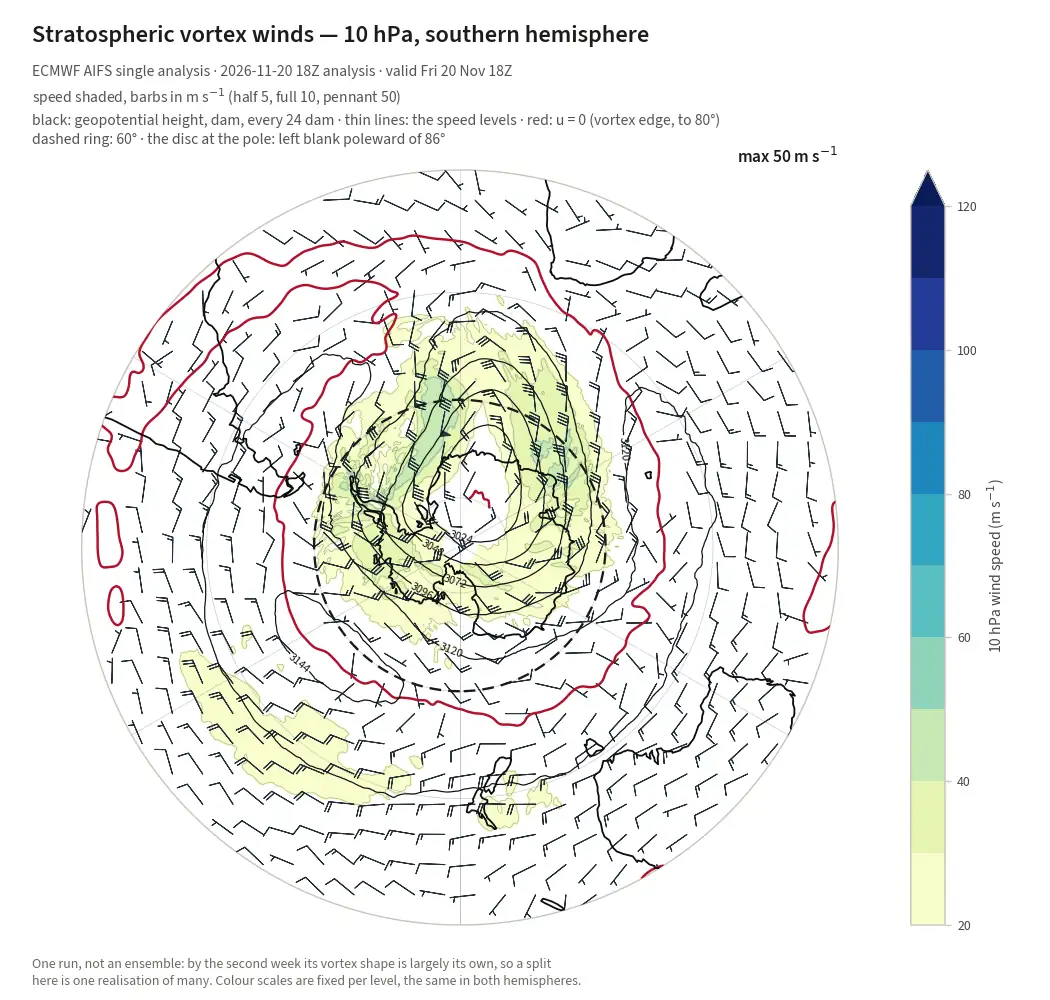 Stratospheric vortex winds — 10 hPa, southern hemisphere
ECMWF AIFS single analysis · 2026-11-20 18Z analysis · valid Fri 20 Nov 18Z
speed shaded, barbs in m s⁻¹ (half 5, full 10, pennant 50)
black: geopotential height, dam, every 24 dam · thin lines: the speed levels · red: u = 0 (vortex edge, to 80°)
dashed ring: 60° · the disc at the pole: left blank poleward of 86°
max 50 m s⁻¹
120
100
80
60
40
20
10 hPa wind speed (m s⁻¹)
3024
3072
3096
3120
3144
One run, not an ensemble: by the second week its vortex shape is largely its own, so a split
here is one realisation of many. Colour scales are fixed per level, the same in both hemispheres.